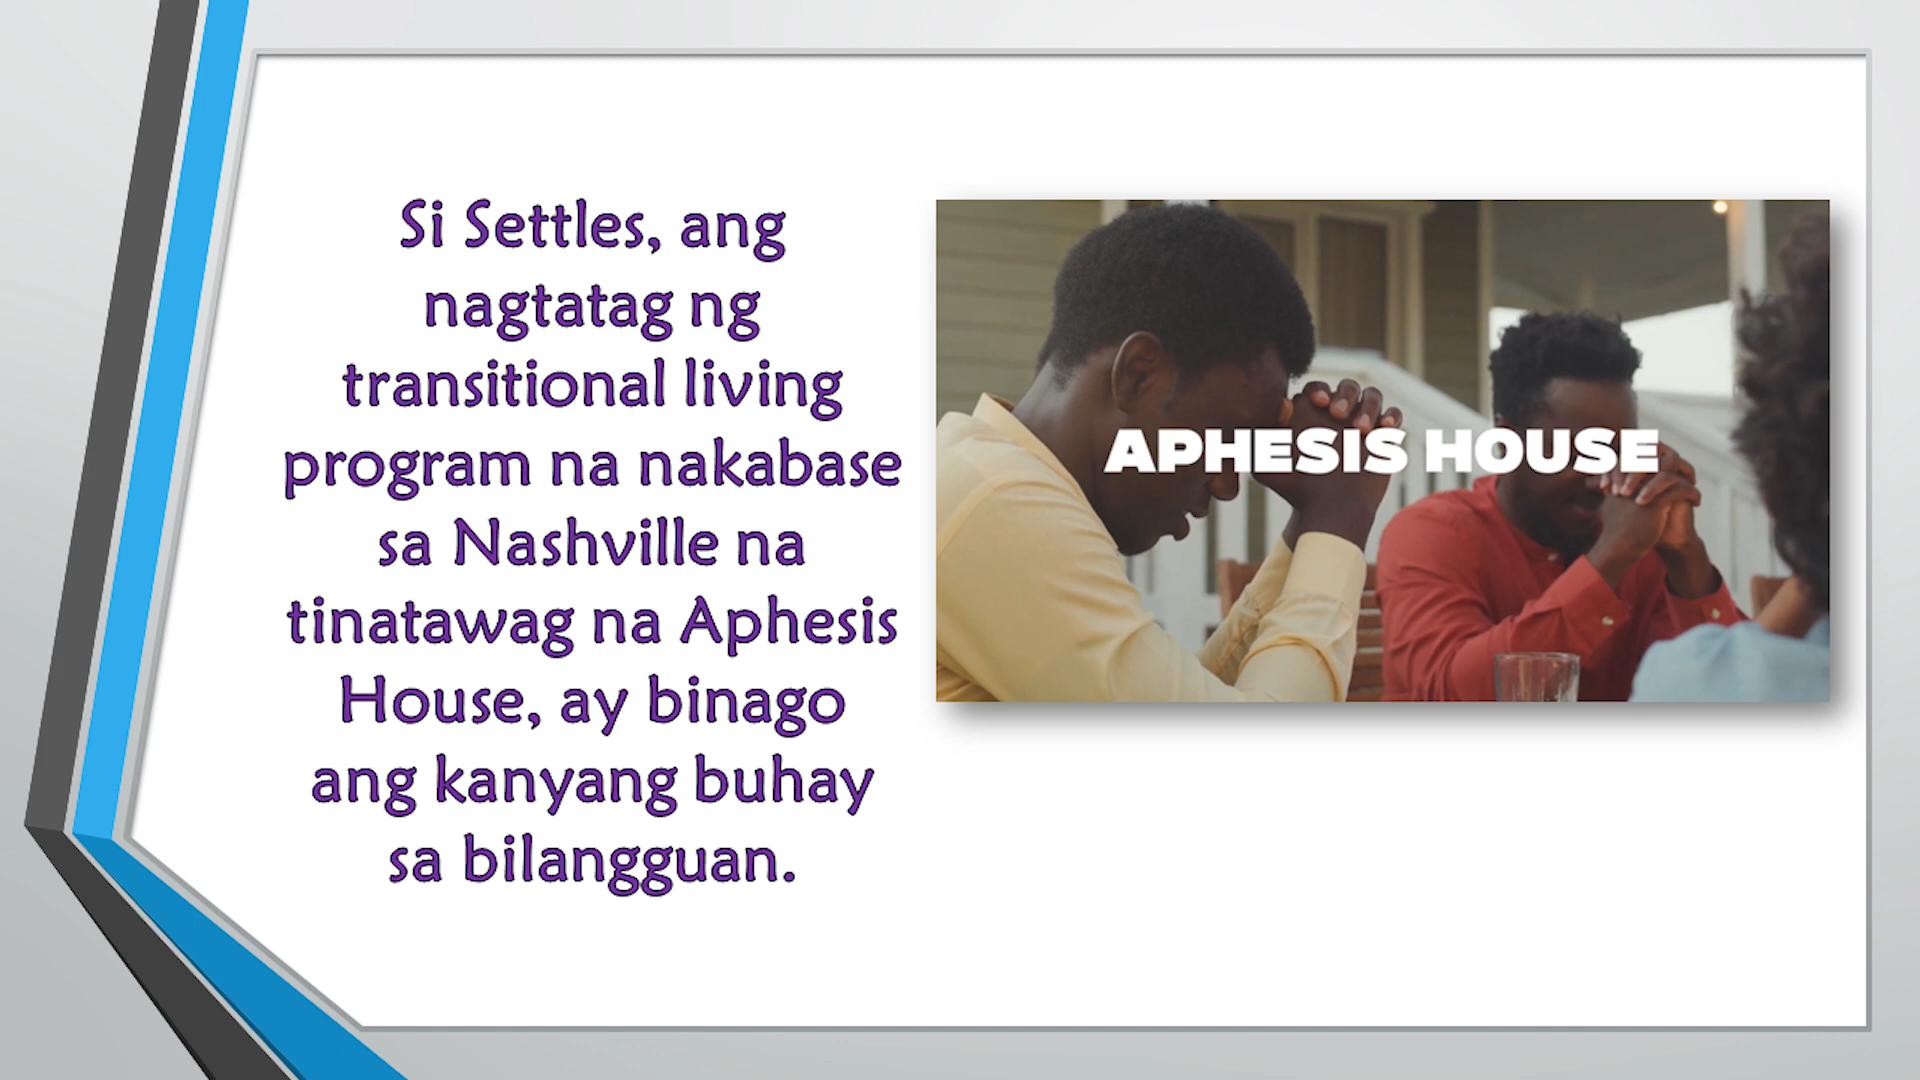 Si Settles, ang
nagtatag ng
transitional living
program na nakabase
sa Nashville na
tinatawag na Aphesis
House, ay binago
ang kanyang buhay
sa bilangguan.
APHESIS HOUSE